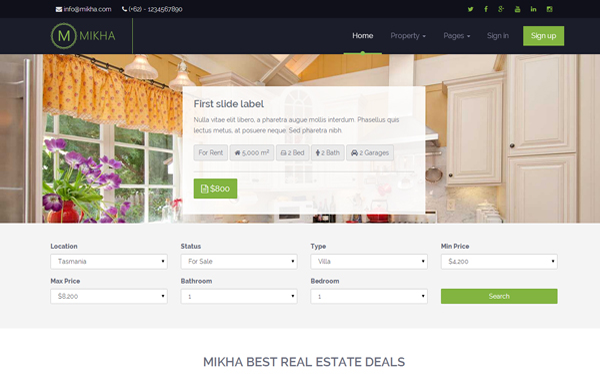 info@mikha.com (+62) - 1234567890
M MIKHA Home Property Pages Sign in Sign up
First slide label
Nulla vitae elit libero, a pharetra augue mollis interdum. Phasellus quis
lectus metus, at posuere neque. Sed pharetra nibh
For Rent 5,000 m² 2 Bed 2 Bath 2 Garages
$800
Location Status Type Min Price
Tasmania For Sale Villa $4,200
Max Price Bathroom Bedroom
$8,200 1 1 Search
MIKHA BEST REAL ESTATE DEALS